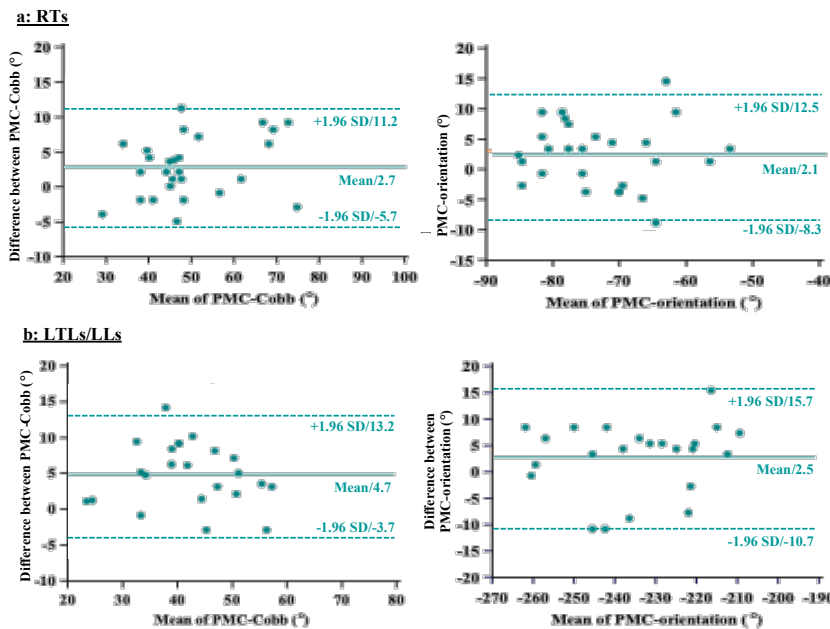 a: RTs
Difference between PMC-Cobb (°)
20
15
10
5
0
-5
-10
+1.96 SD/11.2
Mean/2.7
-1.96 SD/-5.7
20 30 40 50 60 70 80 90 100
Mean of PMC-Cobb (°)
PMC-orientation (°)
20
15
10
5
0
-5
-10
-15
+1.96 SD/12.5
Mean/2.1
-1.96 SD/-8.3
-90 -80 -70 -60 -50 -40
Mean of PMC-orientation (°)
b: LTLs/LLs
Difference between PMC-Cobb (°)
20
15
10
5
0
-5
-10
+1.96 SD/13.2
Mean/4.7
-1.96 SD/-3.7
20 30 40 50 60 70 80
Mean of PMC-Cobb (°)
Difference between
PMC-orientation (°)
20
15
10
5
0
-5
-10
-15
-20
+1.96 SD/15.7
Mean/2.5
-1.96 SD/-10.7
-270 -260 -250 -240 -230 -220 -210 -200 -190
Mean of PMC-orientation (°)